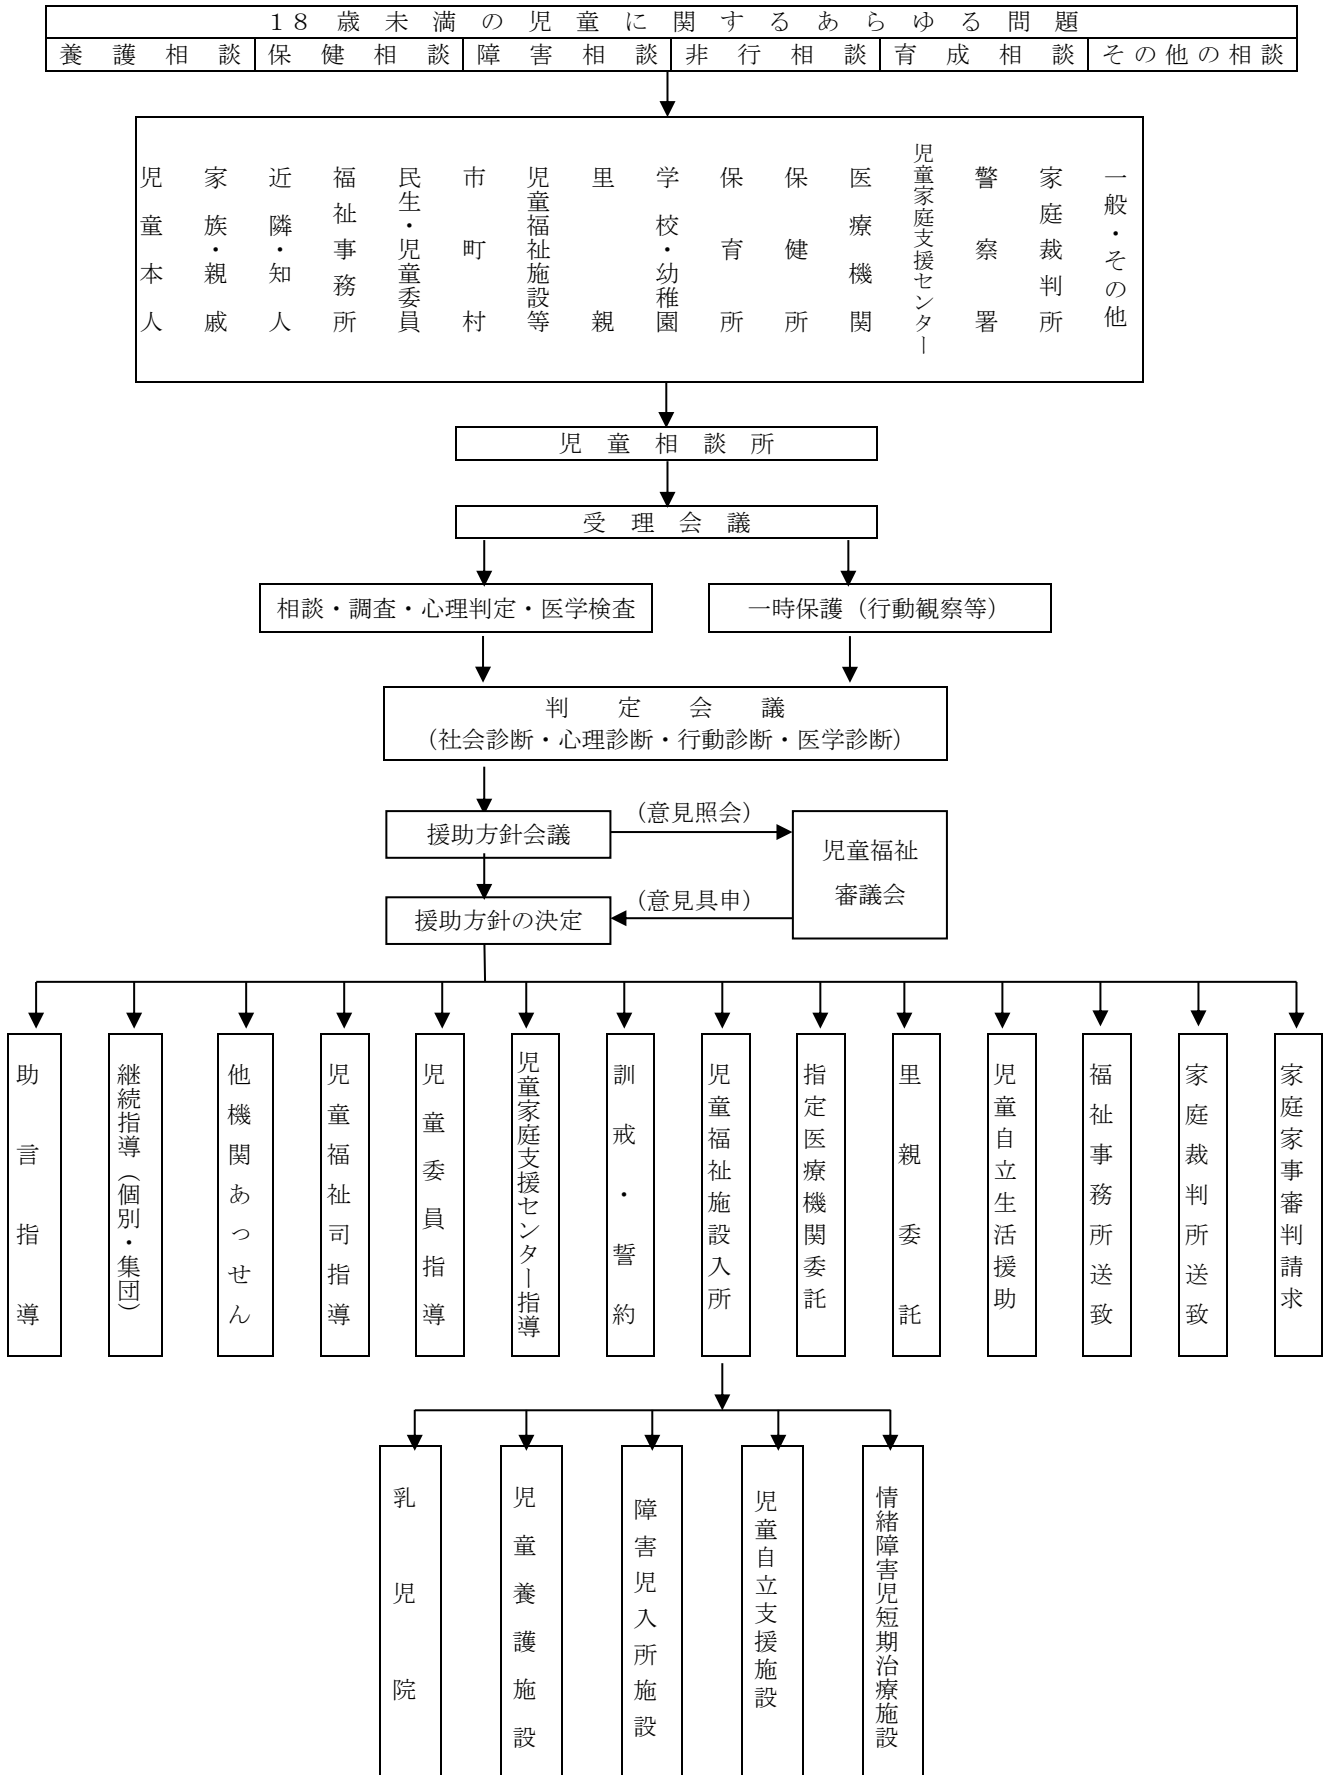 １８歳未満の児童に関するあらゆる問題
養護相談
保健相談
障害相談
非行相談
育成相談
その他の相談
児童本人
家族・親戚
近隣・知人
福祉事務所
民生・児童委員
市町村
児童福祉施設等
里親
学校・幼稚園
保育所
保健所
医療機関
児童家庭支援センター
警察署
家庭裁判所
一般・その他
児童相談所
受理会議
相談・調査・心理判定・医学検査
一時保護（行動観察等）
判定会議
（社会診断・心理診断・行動診断・医学診断）
援助方針会議
（意見照会）
児童福祉
審議会
（意見具申）
援助方針の決定
助言指導
継続指導（個別・集団）
他機関あっせん
児童福祉司指導
児童委員指導
児童家庭支援センター指導
訓戒・誓約
児童福祉施設入所
指定医療機関委託
里親委託
児童自立生活援助
福祉事務所送致
家庭裁判所送致
家庭家事審判請求
乳児院
児童養護施設
障害児入所施設
児童自立支援施設
情緒障害児短期治療施設